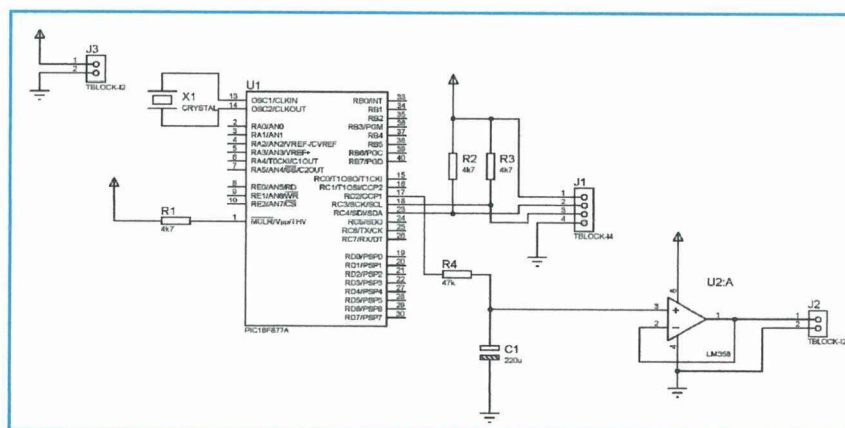 J3
1
2
TBLOCK-I2
X1
CRYSTAL
U1
13 OSC1/CLKIN
14 OSC2/CLKOUT
2 RA0/AN0
3 RA1/AN1
4 RA2/AN2/VREF-/CVREF
5 RA3/AN3/VREF+
6 RA4/T0CKI/C1OUT
7 RA5/AN4/SS/C2OUT
8 RE0/AN5/RD
9 RE1/AN6/WR
10 RE2/AN7/CS
1 MCLR/Vpp/THV
RB0/INT 33
RB1 34
RB2 35
RB3/PGM 36
RB4 37
RB5 38
RB6/PGC 39
RB7/PGD 40
RC0/T1OSO/T1CKI 15
RC1/T1OSI/CCP2 16
RC2/CCP1 17
RC3/SCK/SCL 18
RC4/SDI/SDA 23
RC5/SDO 24
RC6/TX/CK 25
RC7/RX/DT 26
RD0/PSP0 19
RD1/PSP1 20
RD2/PSP2 21
RD3/PSP3 22
RD4/PSP4 27
RD5/PSP5 28
RD6/PSP6 29
RD7/PSP7 30
PIC16F877A
R1
4k7
R2
4k7
R3
4k7
J1
1
2
3
4
TBLOCK-I4
R4
47k
C1
220u
U2:A
8
3
2
1
4
LM358
J2
1
2
TBLOCK-I2